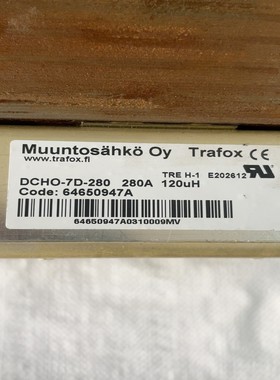 Muuntosähkö Oy Trafox CE
www.trafox.fi
TRE H-1 E202612
DCHO-7D-280 280A 120uH
Code: 64650947A
64650947A0310009MV